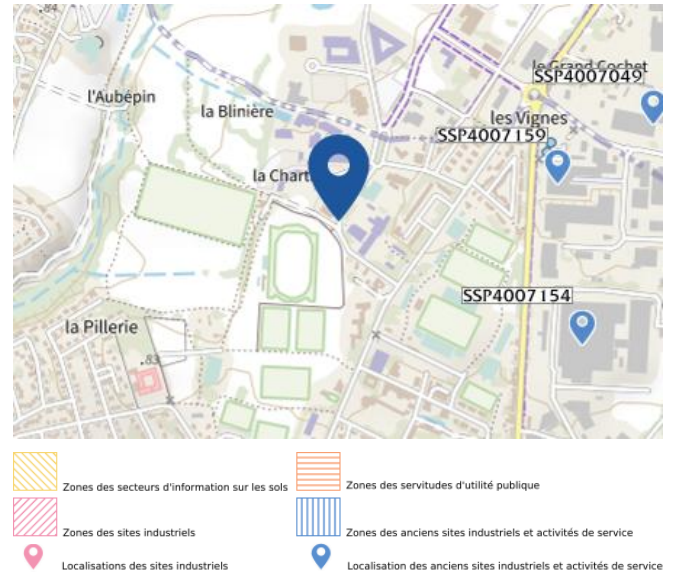 .84
le Grand Cochet
SSP4007049
l'Aubépin
la Blinière
les Vignes
SSP4007159
la Chart
SSP4007154
la Pillerie
.83
Zones des secteurs d'information sur les sols
Zones des servitudes d'utilité publique
Zones des sites industriels
Zones des anciens sites industriels et activités de service
Localisations des sites industriels
Localisation des anciens sites industriels et activités de service